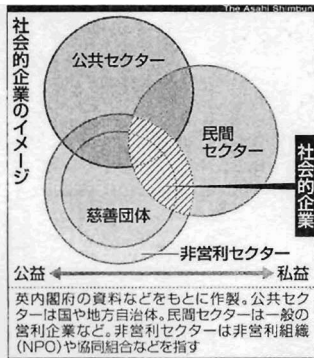 The Asahi Shimbun
社会的企業のイメージ
公共セクター
民間
セクター
社会的企業
慈善団体
非営利セクター
公益
私益
英内閣府の資料などをもとに作製。公共セク
ターは国や地方自治体。民間セクターは一般の
営利企業など。非営利セクターは非営利組織
（NPO）や協同組合などを指す